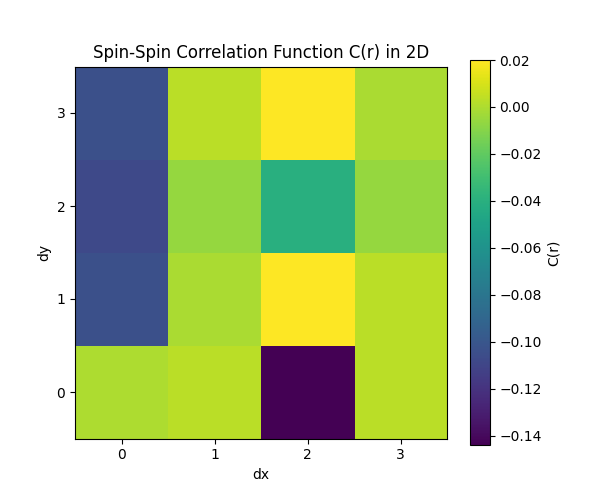 Spin-Spin Correlation Function C(r) in 2D
3
2
1
0
dy
0 1 2 3
dx
0.02
0.00
−0.02
−0.04
−0.06
−0.08
−0.10
−0.12
−0.14
C(r)